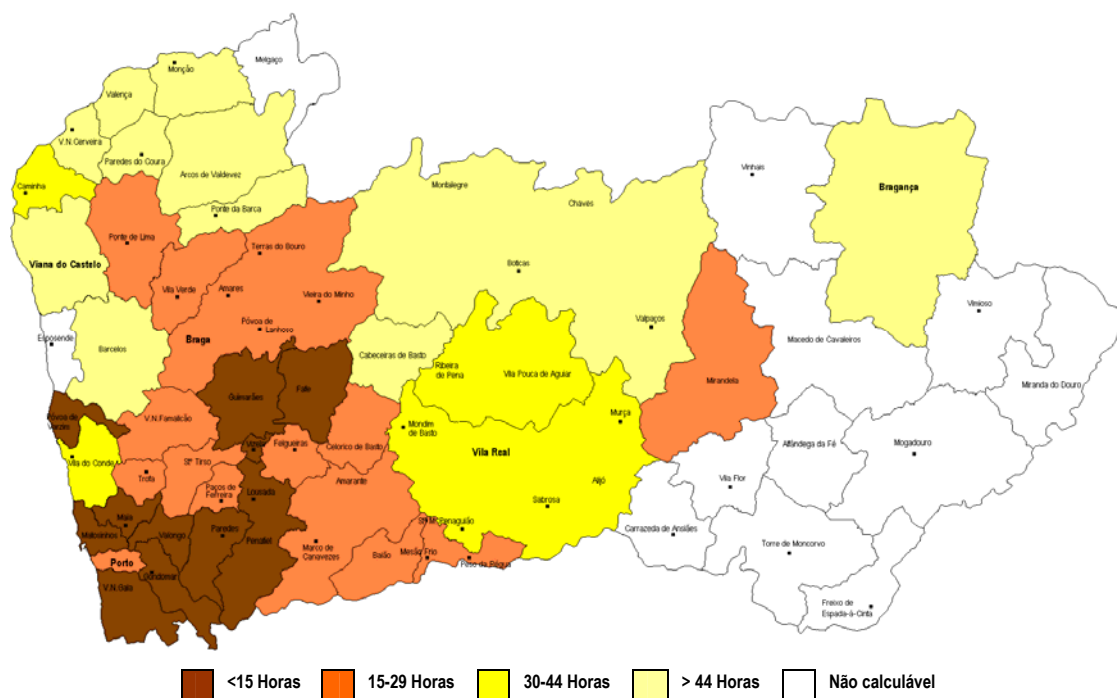 Melgaço
Monção
Valença
V.N.Cerveira
Paredes do Coura
Arcos de Valdevez
Caminha
Ponte da Barca
Montalegre
Chaves
Vinhais
Bragança
Ponte de Lima
Terras do Bouro
Viana do Castelo
Boticas
Vila Verde
Amares
Vieira do Minho
Vimioso
Póvoa de
Lanhoso
Valpaços
Esposende
Braga
Macedo de Cavaleiros
Barcelos
Cabeceiras de Basto
Ribeira
de Pena
Vila Pouca de Aguiar
Mirandela
Miranda do Douro
Guimarães
Fafe
Póvoa de
Varzim
V.N.Famalicão
Mondim
de Basto
Murça
Alfândega da Fé
Mogadouro
Vizela
Felgueiras
Celorico de Basto
Vila Real
Vila do Conde
Stº Tirso
Trofa
Amarante
Alijó
Vila Flor
Paços de
Ferreira
Lousada
Sabrosa
Maia
Matosinhos
Valongo
Paredes
Penafiel
Stª Mª Penaguião
Carrazeda de Ansiães
Marco de
Canavezes
Baião
Mesão Frio
Peso da Régua
Torre de Moncorvo
Porto
Gondomar
V.N.Gaia
Freixo de
Espada-à-Cinta
<15 Horas
15-29 Horas
30-44 Horas
> 44 Horas
Não calculável